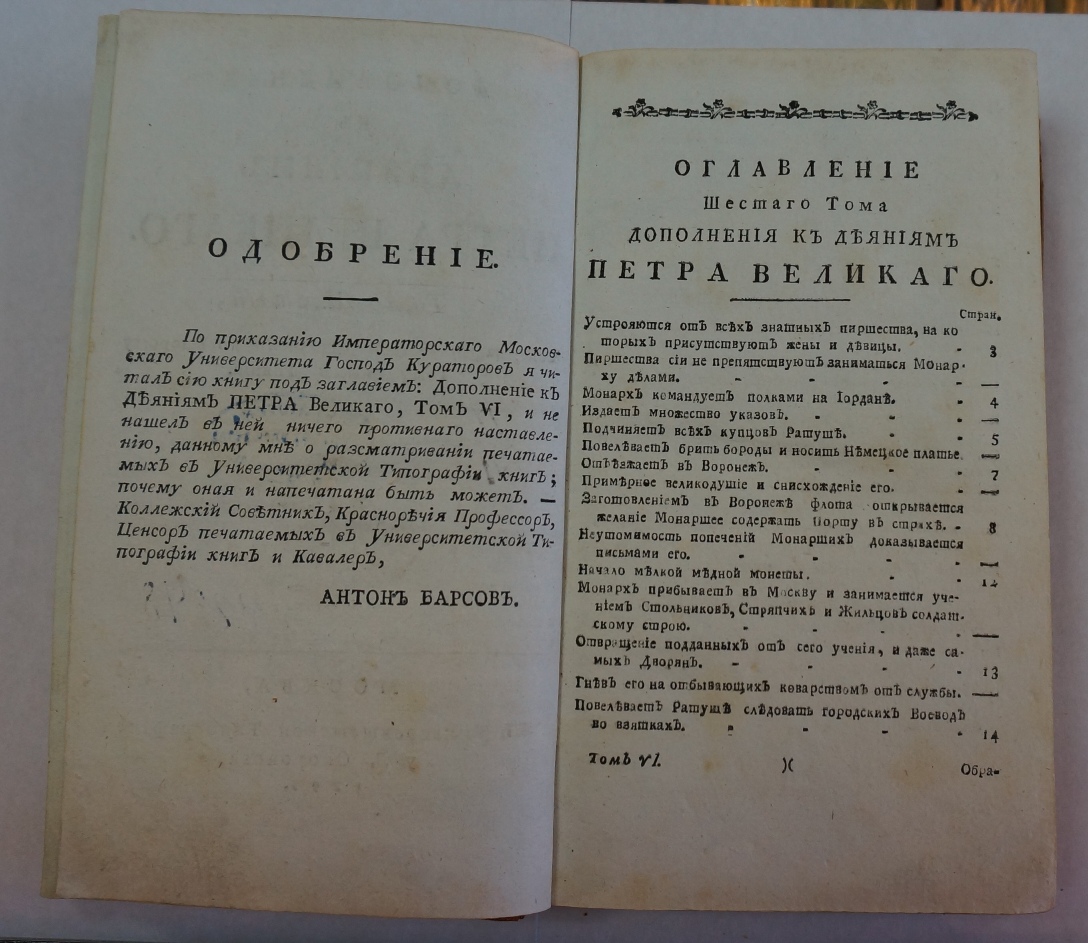 ОДОБРЕНІЕ.
По приказанію Императорскаго Москов-
скаго Университета Господъ Кураторовъ я чи-
талъ сію книгу подъ заглавіемъ: Дополненіе къ
Дѣяніямъ ПЕТРА Великаго, Томъ VI, и не
нашелъ въ ней ничего противнаго наставле-
нію, данному мнѣ о разсматриваніи печатае-
мыхъ въ Университетской Типографіи книгъ;
почему оная и напечатана быть можетъ. —
Коллежскій Совѣтникъ, Краснорѣчія Профессоръ,
Ценсоръ печатаемыхъ въ Университетской Ти-
пографіи книгъ и Кавалеръ,
АНТОНЪ БАРСОВЪ.
ОГЛАВЛЕНІЕ
Шестаго Тома
ДОПОЛНЕНІЯ КЪ ДѢЯНІЯМЪ
ПЕТРА ВЕЛИКАГО.
Стран.
Устрояются отъ всѣхъ знатныхъ пиршества, на ко
торыхъ присутствуютъ жены и дѣвицы. - 3
Пиршества сіи не препятствуютъ заниматься Монар-
ху дѣлами. - - - - —
Монархъ командуетъ полками на Іорданѣ. - 4
Издаетъ множество указовъ. - - - —
Подчиняетъ всѣхъ купцовъ Ратушѣ. - - 5
Повелѣваетъ брить бороды и носить Нѣмецкое платье. —
Отъѣзжаетъ въ Воронежъ. - - - 7
Примѣрное великодушіе и снисхожденіе его. - - —
Заготовленіемъ въ Воронежѣ флота открывается
желаніе Монаршее содержать Порту въ страхѣ. - 8
Неутомимость попеченій Монаршихъ доказывается
письмами его. - - - - —
Начало мѣлкой мѣдной монеты. - - - 12
Монархъ прибываетъ въ Москву и занимается уче-
ніемъ Стольниковъ, Стряпчихъ и Жильцовъ солдат-
скому строю. - - - - —
Отвращеніе подданныхъ отъ сего ученія, и даже са-
мыхъ Дворянъ. - - - - 13
Гнѣвъ его на отбывающихъ коварствомъ отъ службы. —
Повелѣваетъ Ратушѣ слѣдовать городскихъ Воеводъ
во взяткахъ. - - - - 14
Томъ VI. )( Обра-